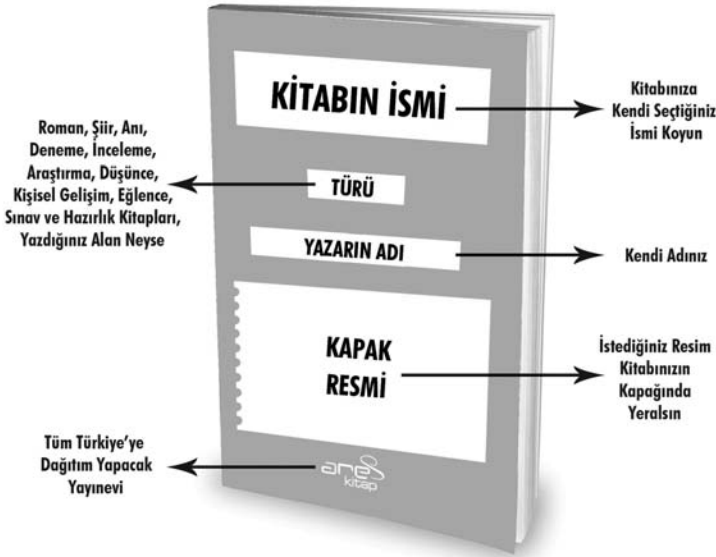 KİTABIN İSMİ
Kitabınıza
Kendi Seçtiğiniz
İsmi Koyun
Roman, Şiir, Anı,
Deneme, İnceleme,
Araştırma, Düşünce,
Kişisel Gelişim, Eğlence,
Sınav ve Hazırlık Kitapları,
Yazdığınız Alan Neyse
TÜRÜ
YAZARIN ADI
Kendi Adınız
KAPAK
RESMİ
İstediğiniz Resim
Kitabınızın
Kapağında
Yeralsın
Tüm Türkiye'ye
Dağıtım Yapacak
Yayınevi
ares
kitap